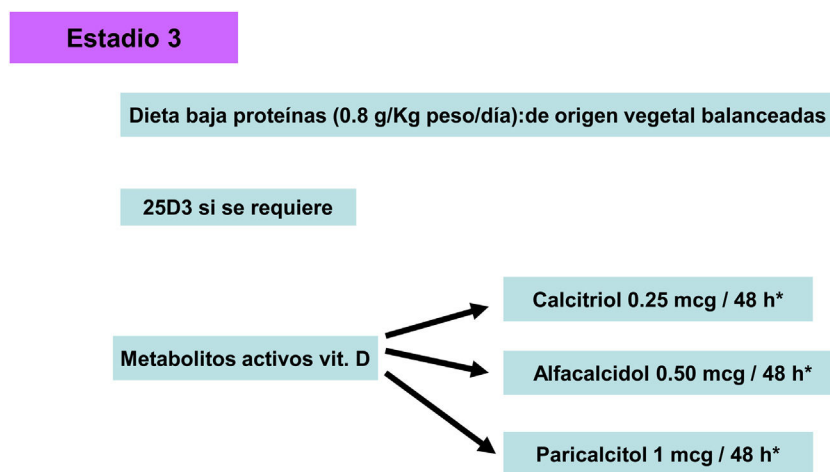 Estadio 3
Dieta baja proteínas (0.8 g/Kg peso/día):de origen vegetal balanceadas
25D3 si se requiere
Calcitriol 0.25 mcg / 48 h*
Metabolitos activos vit. D
Alfacalcidol 0.50 mcg / 48 h*
Paricalcitol 1 mcg / 48 h*